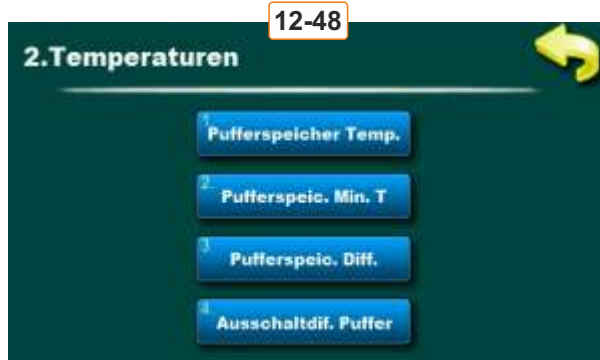 12-48
2.Temperaturen
1.
Pufferspeicher Temp.
2.
Pufferspeic. Min. T
3
Pufferspeic. Diff.
4
Ausschaltdif. Puffer